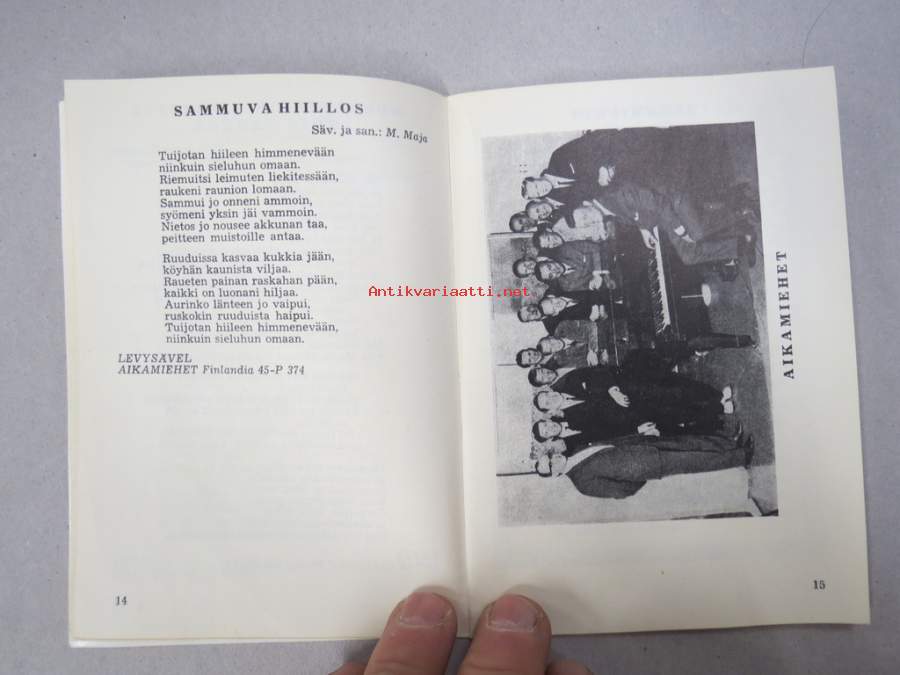 SAMMUVA HIILLOS
Säv. ja san.: M. Maja
Tuijotan hiileen himmenevään
niinkuin sieluhun omaan.
Riemuitsi leimuten liekitessään,
raukeni raunion lomaan.
Sammui jo onneni ammoin,
syömeni yksin jäi vammoin.
Nietos jo nousee akkunan taa,
peitteen muistoille antaa.
Ruuduissa kasvaa kukkia jään,
köyhän kaunista viljaa.
Raueten painan raskahan pään,
kaikki on luonani hiljaa.
Aurinko länteen jo vaipui,
ruskokin ruuduista haipui.
Tuijotan hiileen himmenevään,
niinkuin sieluhun omaan.
LEVYSÄVEL
AIKAMIEHET Finlandia 45-P 374
14
AIKAMIEHET
15
Antikvariaatti.net